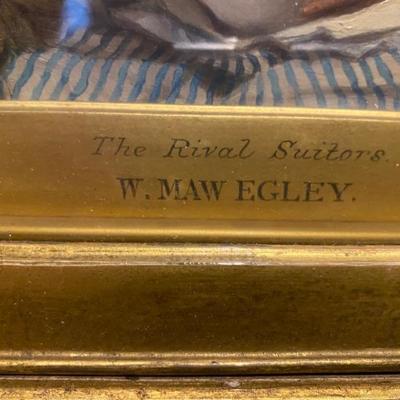 The Rival Suitors.
W. MAW EGLEY.